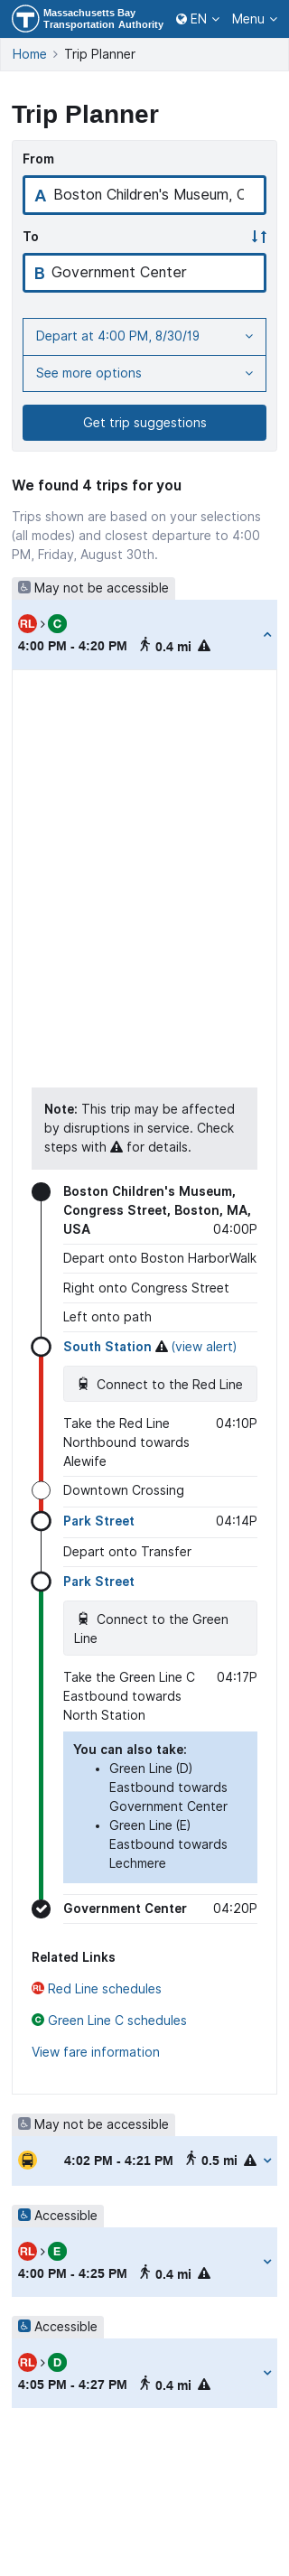 Massachusetts Bay
Transportation Authority
EN
Menu
Home > Trip Planner
Trip Planner
From
A Boston Children's Museum, C
To
B Government Center
Depart at 4:00 PM, 8/30/19
See more options
Get trip suggestions
We found 4 trips for you
Trips shown are based on your selections
(all modes) and closest departure to 4:00
PM, Friday, August 30th.
May not be accessible
RL > C
4:00 PM - 4:20 PM 0.4 mi
Note: This trip may be affected
by disruptions in service. Check
steps with for details.
Boston Children's Museum,
Congress Street, Boston, MA,
USA 04:00P
Depart onto Boston HarborWalk
Right onto Congress Street
Left onto path
South Station (view alert)
Connect to the Red Line
Take the Red Line 04:10P
Northbound towards
Alewife
Downtown Crossing
Park Street 04:14P
Depart onto Transfer
Park Street
Connect to the Green
Line
Take the Green Line C 04:17P
Eastbound towards
North Station
You can also take:
• Green Line (D)
Eastbound towards
Government Center
• Green Line (E)
Eastbound towards
Lechmere
Government Center 04:20P
Related Links
RL Red Line schedules
C Green Line C schedules
View fare information
May not be accessible
4:02 PM - 4:21 PM 0.5 mi
Accessible
RL > E
4:00 PM - 4:25 PM 0.4 mi
Accessible
RL > D
4:05 PM - 4:27 PM 0.4 mi